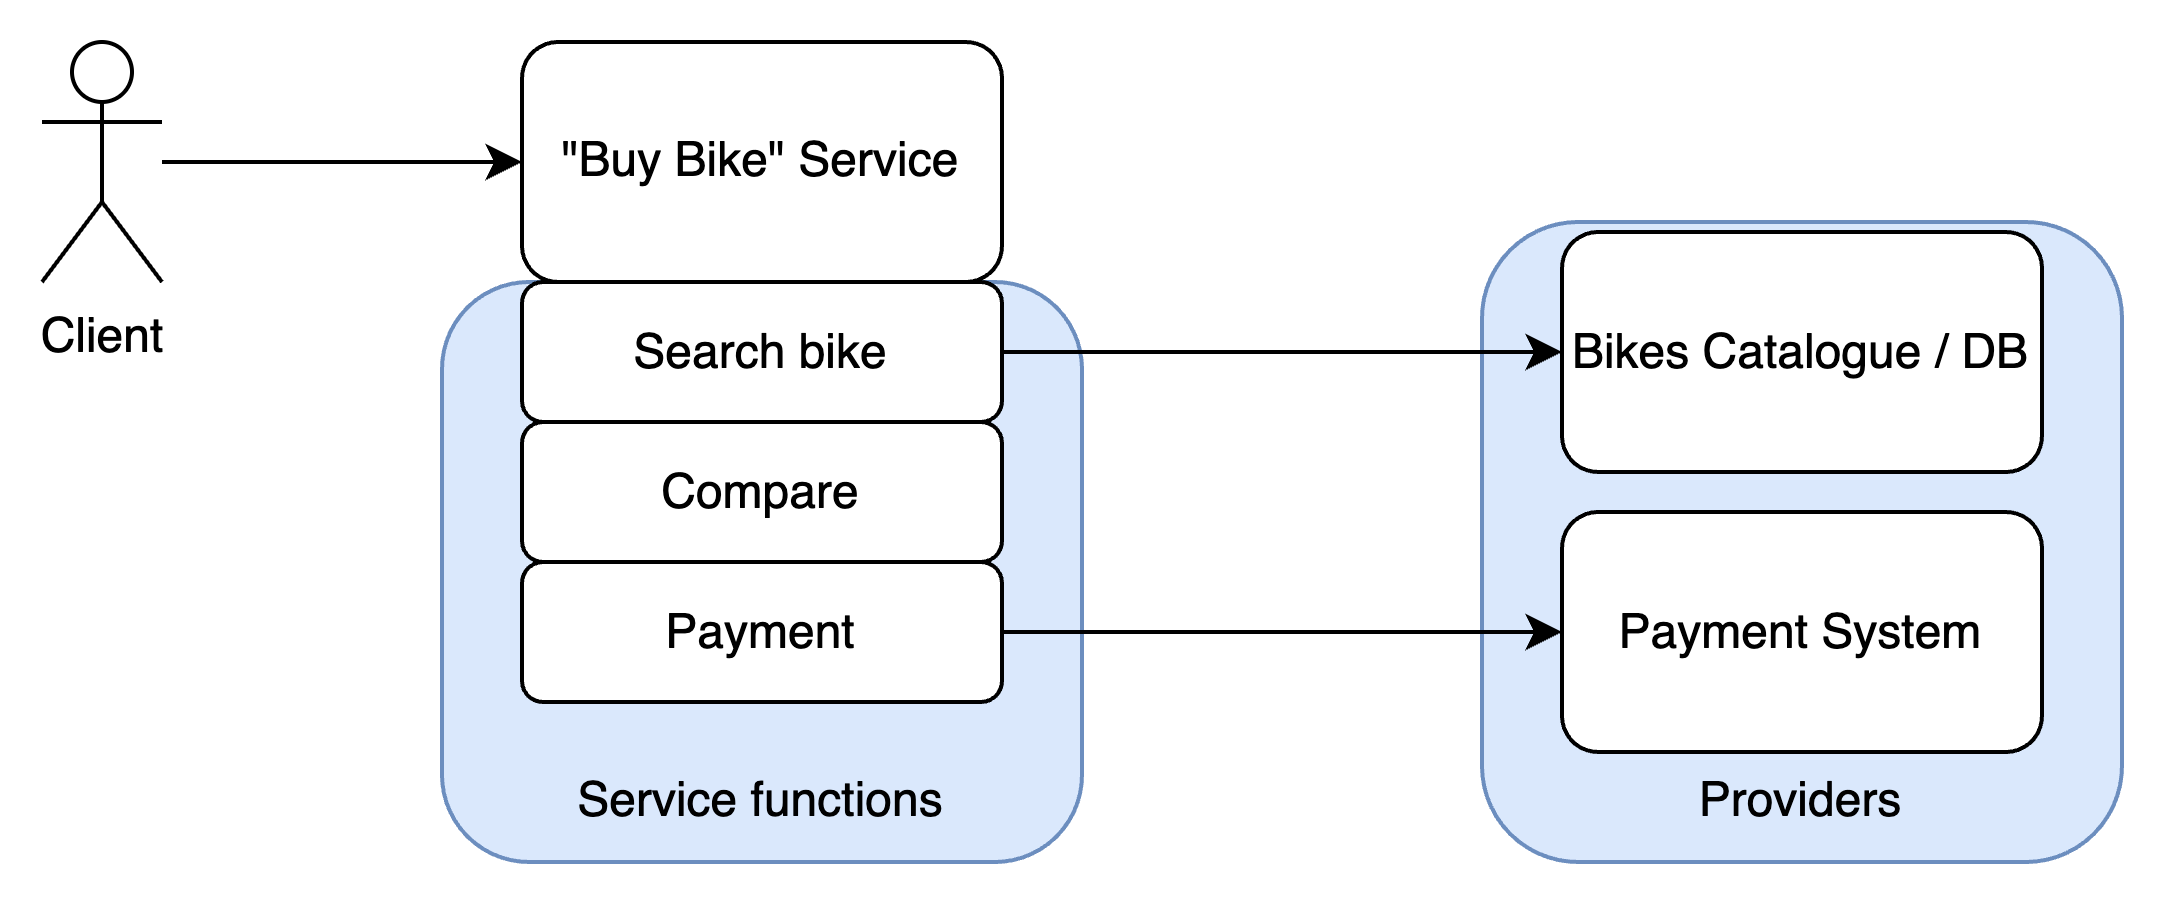 Client
"Buy Bike" Service
Search bike
Compare
Payment
Service functions
Bikes Catalogue / DB
Payment System
Providers